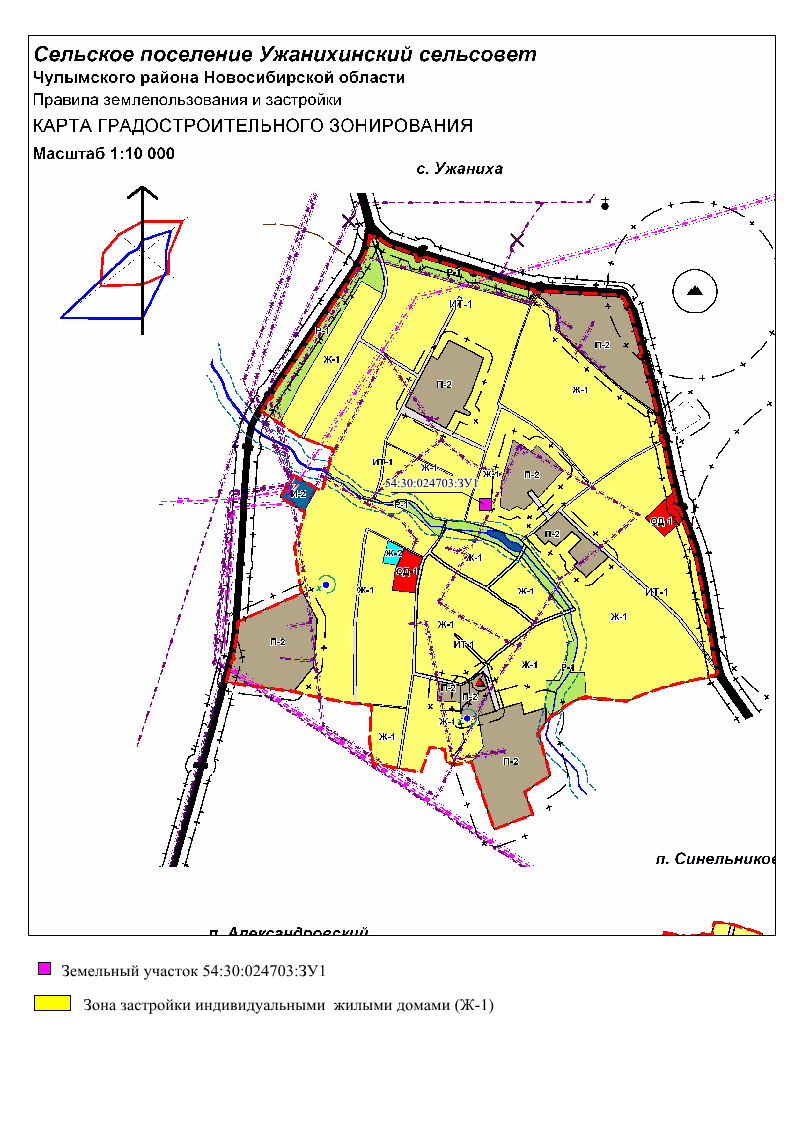 Сельское поселение Ужанихинский сельсовет
Чулымского района Новосибирской области
Правила землепользования и застройки
КАРТА ГРАДОСТРОИТЕЛЬНОГО ЗОНИРОВАНИЯ
Масштаб 1:10 000
с. Ужаниха
Р-1
ИТ-1
Р-1
П-2
Ж-1
П-2
Ж-1
ИТ-1
Ж-1
Ж-1
П-2
54:30:024703:ЗУ1
И-2
Р-1
ОД-1
П-2
Ж-2
Ж-1
ОД-1
Ж-1
Ж-1
ИТ-1
Ж-1
Ж-1
П-2
ИТ-1
Ж-1
Р-1
П-2
П-2
Ж-1
Ж-1
П-2
п. Синельниково
п. Александровский
Земельный участок 54:30:024703:ЗУ1
Зона застройки индивидуальными жилыми домами (Ж-1)